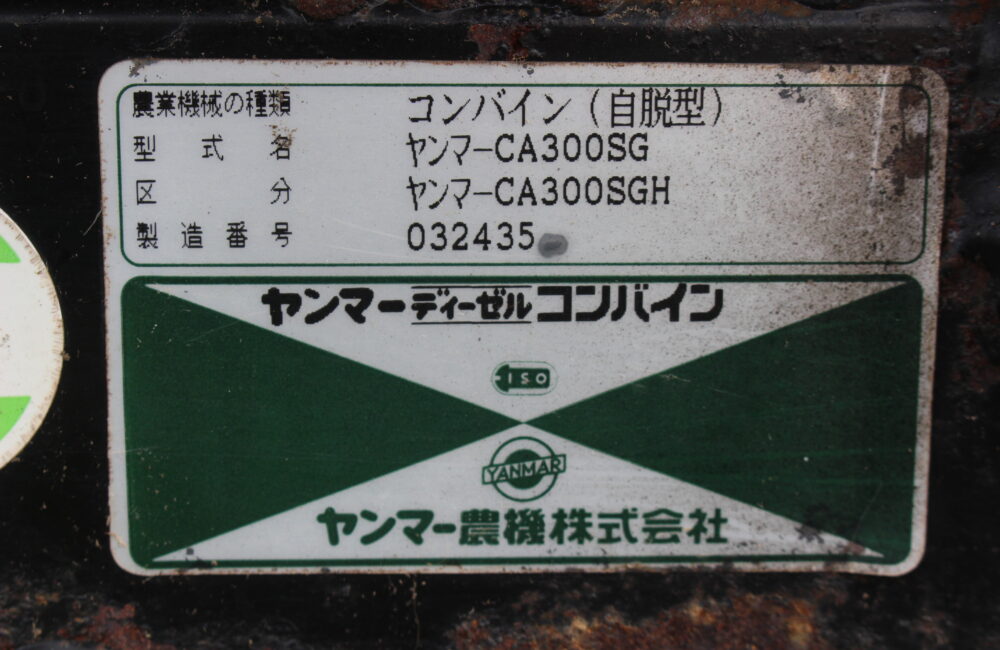 農業機械の種類 コンバイン(自脱型)
型式名 ヤンマーCA300SG
区分 ヤンマーCA300SGH
製造番号 032435
ヤンマーディーゼルコンバイン
ISO
YANMAR
ヤンマー農機株式会社